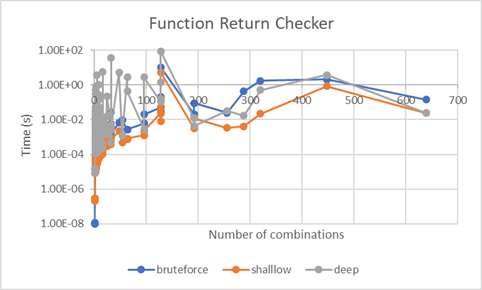 Function Return Checker
1.00E+02
1.00E+00
0 100 200 300 400 500 600 700
1.00E-02
1.00E-04
1.00E-06
1.00E-08
Time (s)
Number of combinations
bruteforce shalllow deep